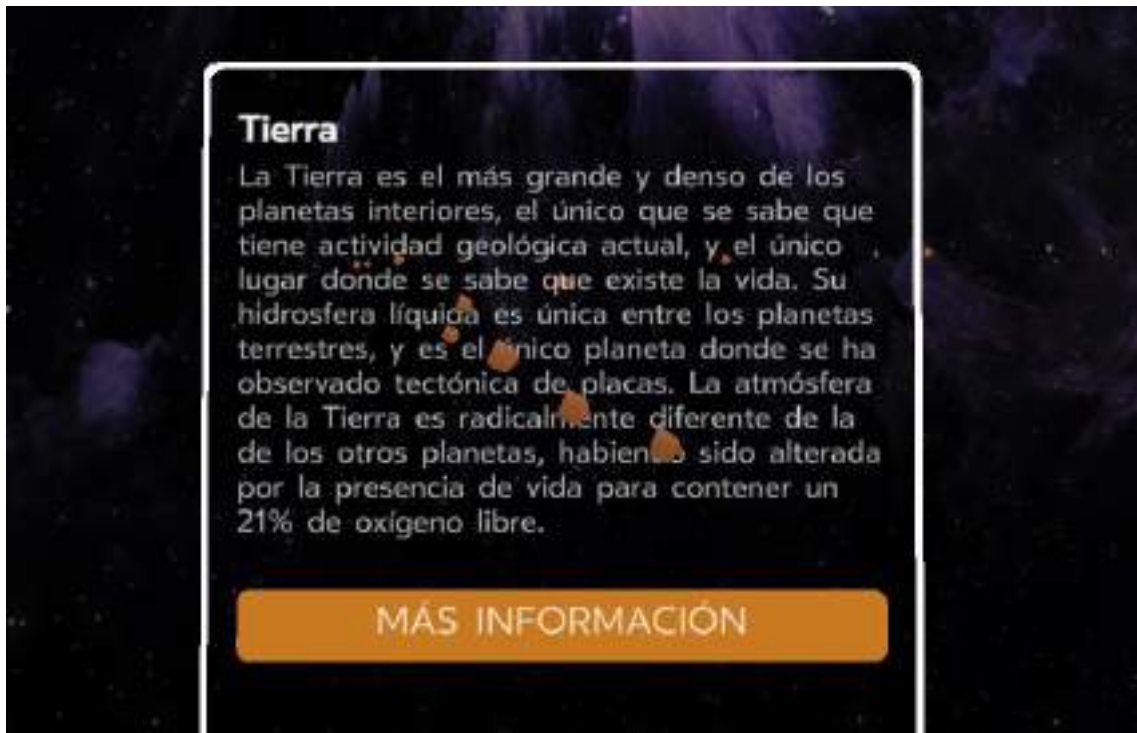 Tierra
La Tierra es el más grande y denso de los
planetas interiores, el único que se sabe que
tiene actividad geológica actual, y el único
lugar donde se sabe que existe la vida. Su
hidrosfera líquida es única entre los planetas
terrestres, y es el único planeta donde se ha
observado tectónica de placas. La atmósfera
de la Tierra es radicalmente diferente de la
de los otros planetas, habiendo sido alterada
por la presencia de vida para contener un
21% de oxígeno libre.
MÁS INFORMACIÓN